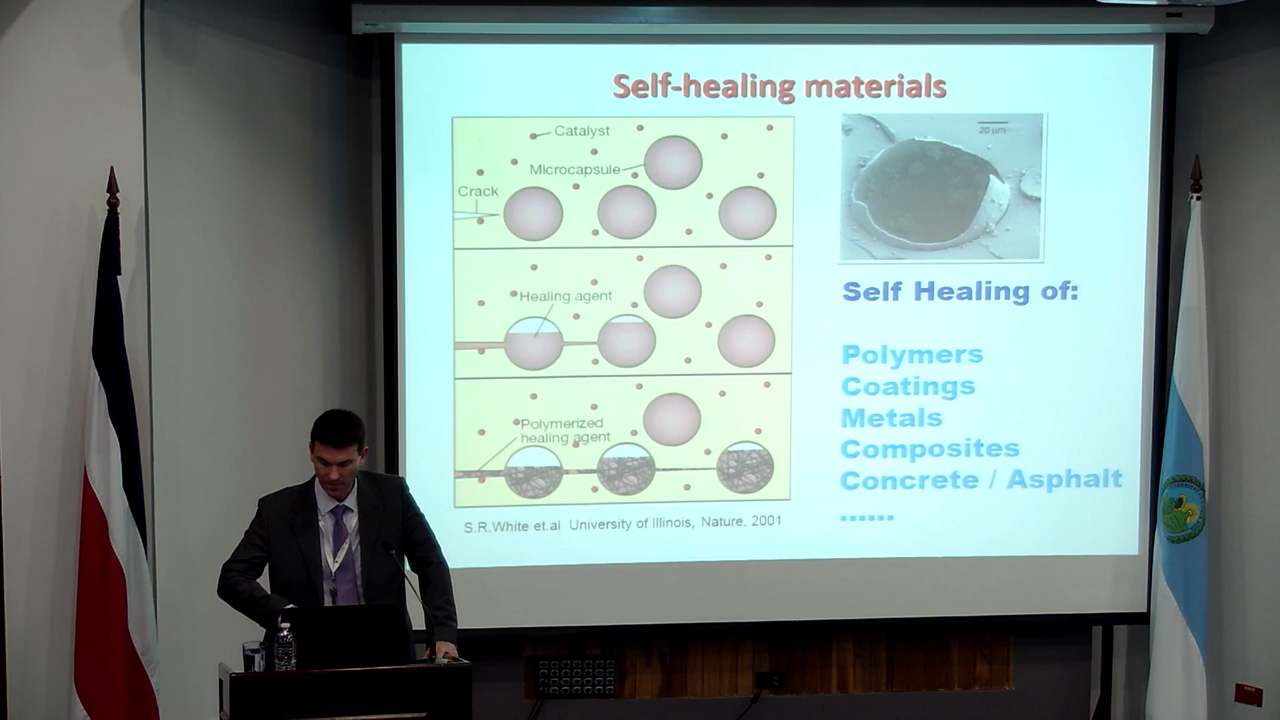 Self-healing materials
Catalyst
Microcapsule
Crack
Healing agent
Polymerized
healing agent
S.R.White et.al University of Illinois, Nature, 2001
20 µm
Self Healing of:
Polymers
Coatings
Metals
Composites
Concrete / Asphalt
......